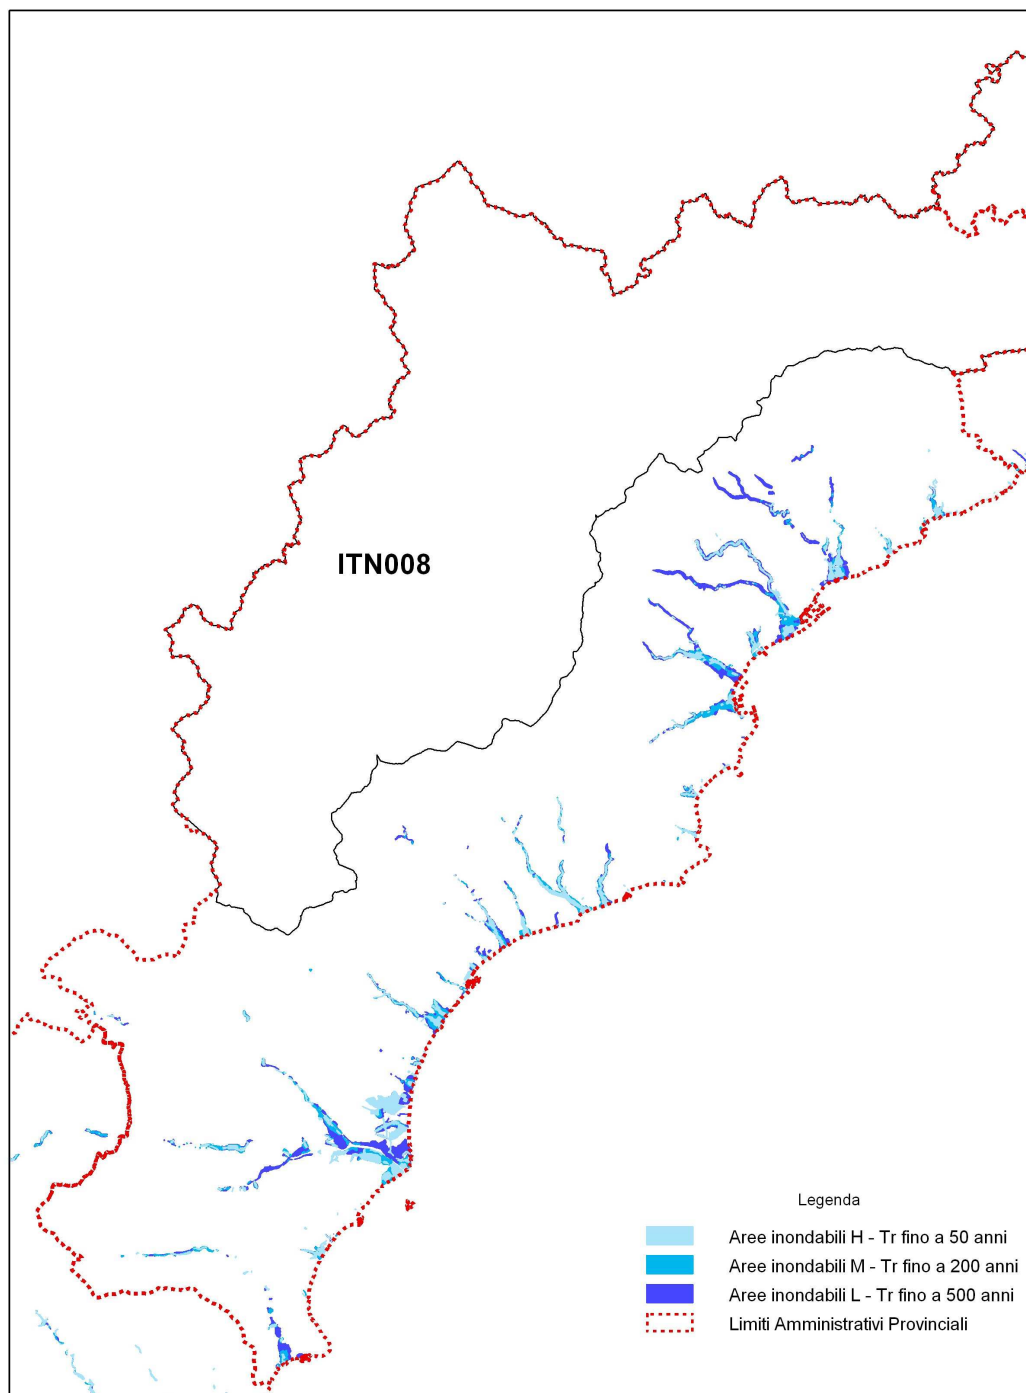 ITN008
Legenda
Aree inondabili H - Tr fino a 50 anni
Aree inondabili M - Tr fino a 200 anni
Aree inondabili L - Tr fino a 500 anni
Limiti Amministrativi Provinciali